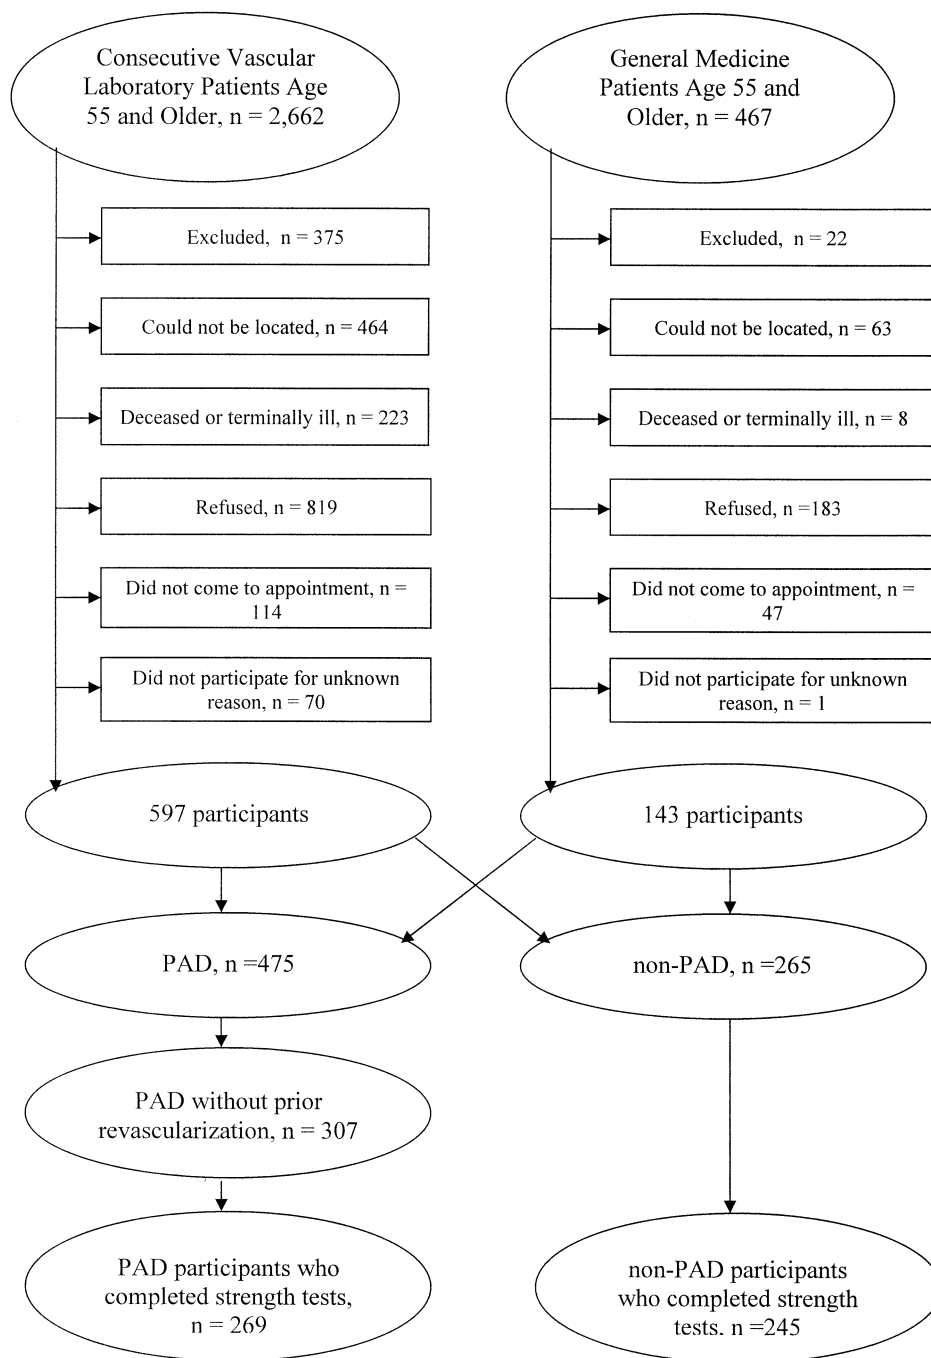 Consecutive Vascular
Laboratory Patients Age
55 and Older, n = 2,662
General Medicine
Patients Age 55 and
Older, n = 467
Excluded, n = 375
Excluded, n = 22
Could not be located, n = 464
Could not be located, n = 63
Deceased or terminally ill, n = 223
Deceased or terminally ill, n = 8
Refused, n = 819
Refused, n =183
Did not come to appointment, n =
114
Did not come to appointment, n =
47
Did not participate for unknown
reason, n = 70
Did not participate for unknown
reason, n = 1
597 participants
143 participants
PAD, n =475
non-PAD, n =265
PAD without prior
revascularization, n = 307
PAD participants who
completed strength tests,
n = 269
non-PAD participants
who completed strength
tests, n =245